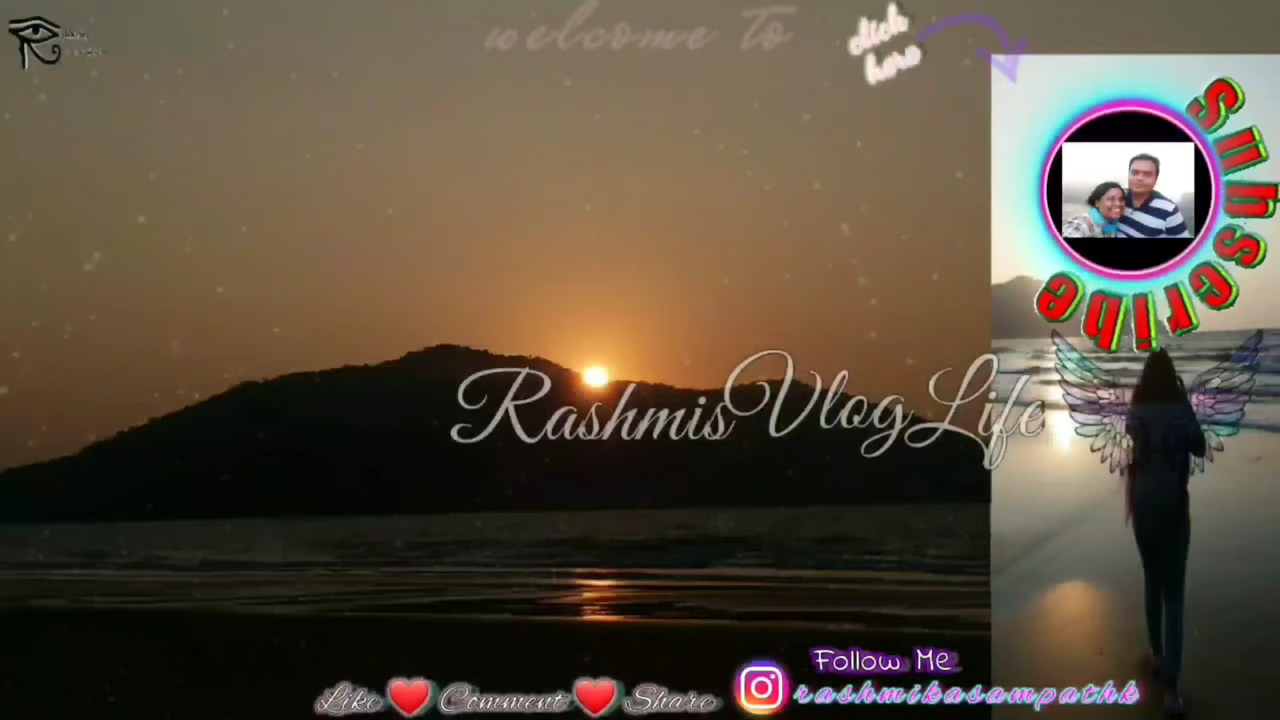 welcome to
click
here
subscribe
RashmisVlogLife
Follow Me
Like Comment Share
rashmikasampathk